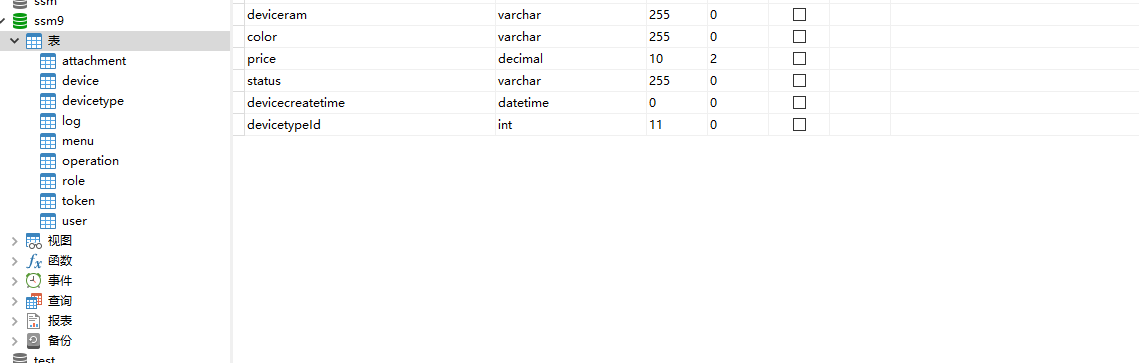 ssm
ssm9
表
attachment
device
devicetype
log
menu
operation
role
token
user
视图
函数
事件
查询
报表
备份
test
deviceram varchar 255 0
color varchar 255 0
price decimal 10 2
status varchar 255 0
devicecreatetime datetime 0 0
devicetypeId int 11 0